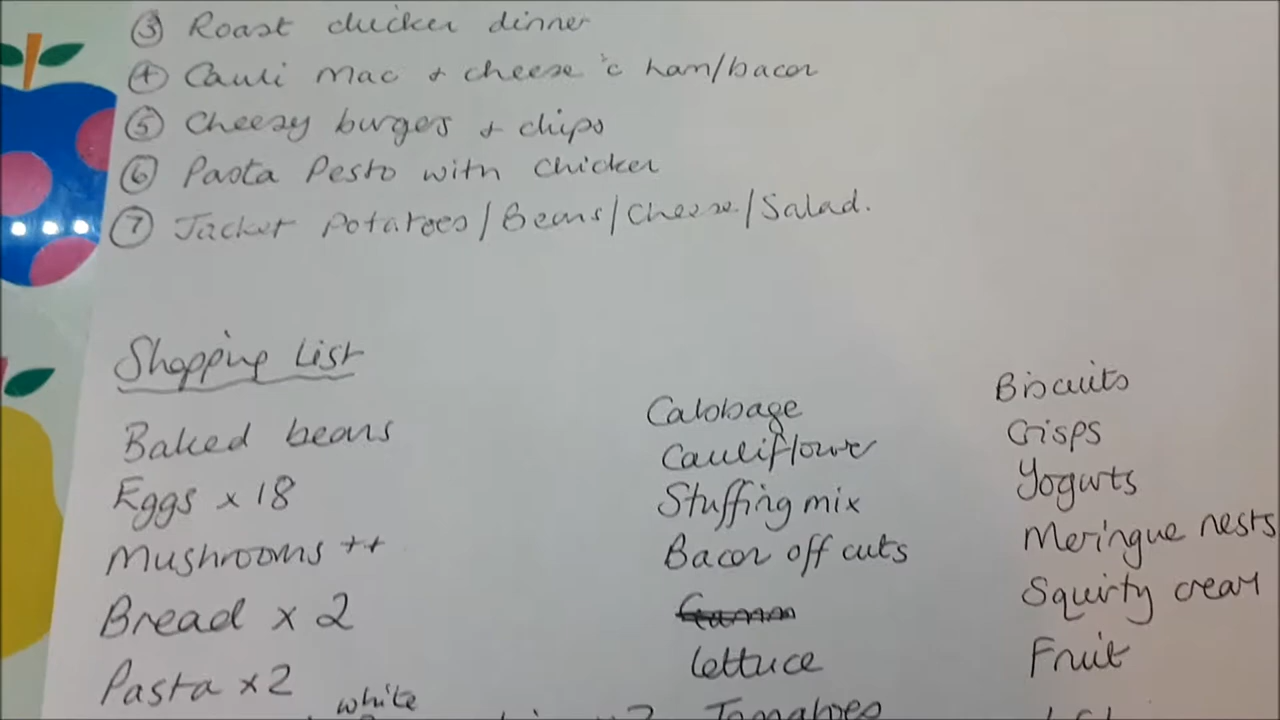 ③ Roast chicken dinner
④ Cauli mac + cheese c̄ ham/bacon
⑤ Cheesy burgers + chips
⑥ Pasta Pesto with chicken
⑦ Jacket Potatoes/Beans/Cheese/Salad.
Shopping List
Baked beans
Eggs x 18
Mushrooms ++
Bread x 2
Pasta x2
white
Cabbage
Cauliflower
Stuffing mix
Bacon off cuts
lettuce
Tomatoes
Biscuits
Crisps
Yogurts
Meringue nests
Squirty cream
Fruit